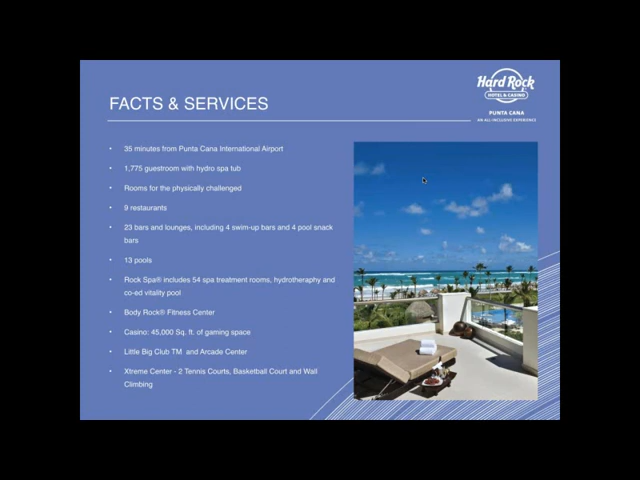 Hard Rock
HOTEL & CASINO
PUNTA CANA
AN ALL-INCLUSIVE EXPERIENCE
FACTS & SERVICES
• 35 minutes from Punta Cana International Airport
• 1,775 guestroom with hydro spa tub
• Rooms for the physically challenged
• 9 restaurants
• 23 bars and lounges, including 4 swim-up bars and 4 pool snack
bars
• 13 pools
• Rock Spa® includes 54 spa treatment rooms, hydrotheraphy and
co-ed vitality pool
• Body Rock® Fitness Center
• Casino: 45,000 Sq. ft. of gaming space
• Little Big Club TM and Arcade Center
• Xtreme Center - 2 Tennis Courts, Basketball Court and Wall
Climbing